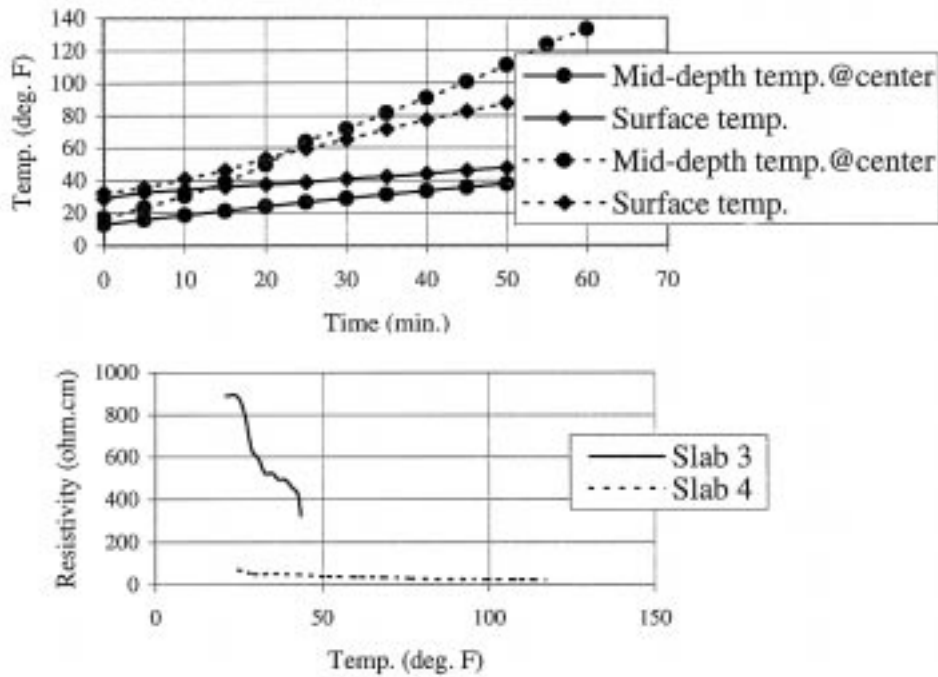 140
120
100
80
60
40
20
0
Temp. (deg. F)
0 10 20 30 40 50 60 70
Time (min.)
Mid-depth temp.@center
Surface temp.
Mid-depth temp.@center
Surface temp.
1000
800
600
400
200
0
Resistivity (ohm.cm)
0 50 100 150
Temp. (deg. F)
Slab 3
Slab 4